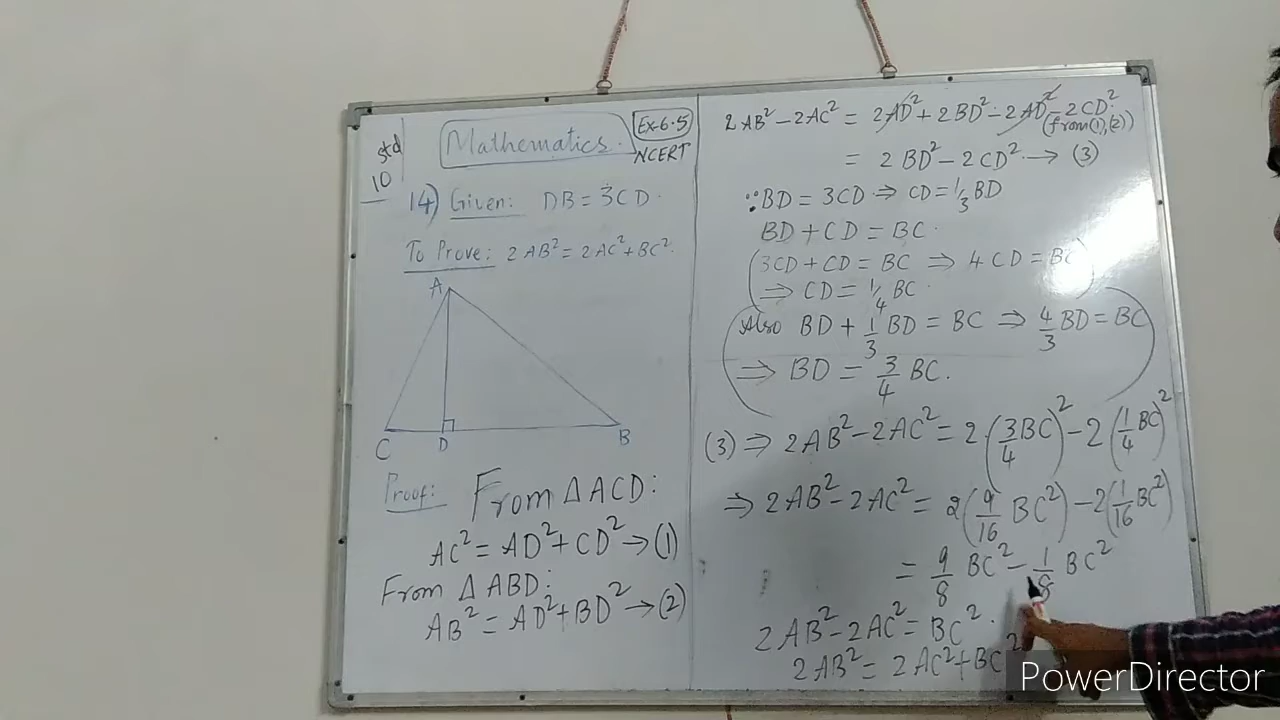 std
10
Mathematics.
Ex-6.5
NCERT
14) Given: DB = 3CD.
To Prove: 2AB² = 2AC² + BC².
A
C D B
Proof: From ΔACD:
AC² = AD² + CD² → (1)
From ΔABD:
AB² = AD² + BD² → (2)
2AB² − 2AC² = 2AD² + 2BD² − 2AD² − 2CD².
(from (1),(2))
= 2BD² − 2CD² → (3)
∵ BD = 3CD ⇒ CD = 1/3 BD
BD + CD = BC.
(3CD + CD = BC ⇒ 4CD = BC
⇒ CD = 1/4 BC.)
(Also BD + 1/3 BD = BC ⇒ 4/3 BD = BC
⇒ BD = 3/4 BC.)
(3) ⇒ 2AB² − 2AC² = 2(3/4 BC)² − 2(1/4 BC)²
⇒ 2AB² − 2AC² = 2(9/16 BC²) − 2(1/16 BC²)
= 9/8 BC² − 1/8 BC²
2AB² − 2AC² = BC².
2AB² = 2AC² + BC²
PowerDirector